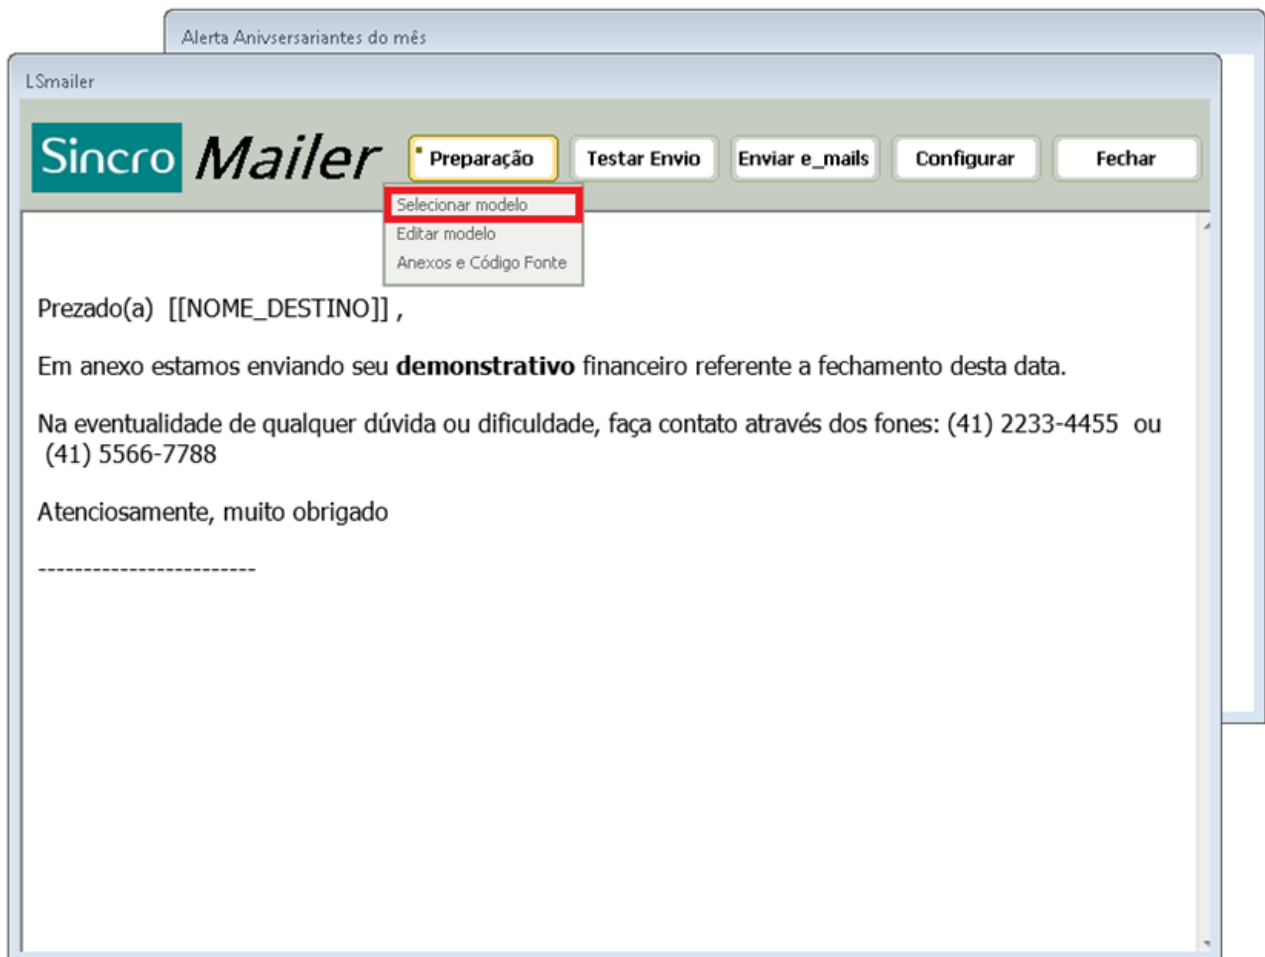 Alerta Anivsersariantes do mês
LSmailer
Sincro Mailer
Preparação
Testar Envio
Enviar e_mails
Configurar
Fechar
Selecionar modelo
Editar modelo
Anexos e Código Fonte
Prezado(a) [[NOME_DESTINO]] ,
Em anexo estamos enviando seu demonstrativo financeiro referente a fechamento desta data.
Na eventualidade de qualquer dúvida ou dificuldade, faça contato através dos fones: (41) 2233-4455 ou
(41) 5566-7788
Atenciosamente, muito obrigado
------------------------